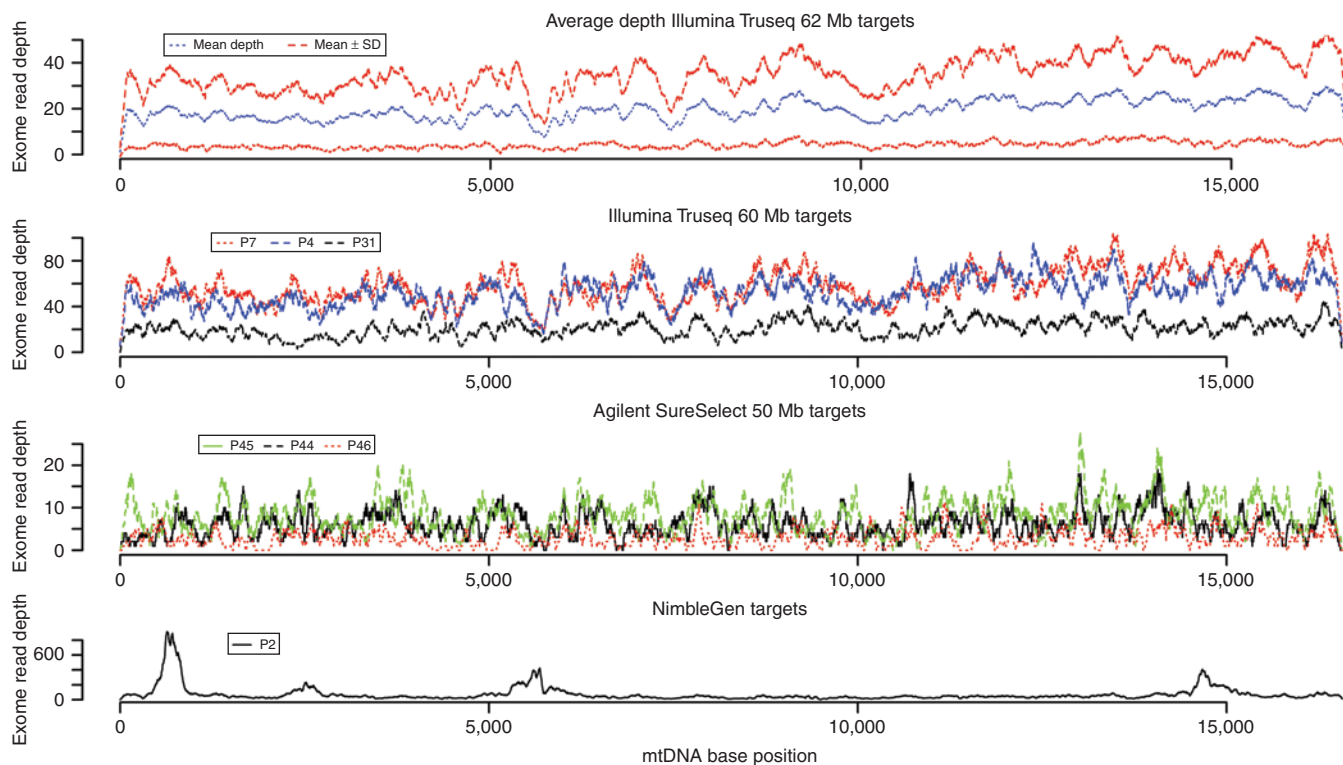 Average depth Illumina Truseq 62 Mb targets
Mean depth Mean ± SD
Exome read depth
40
20
0
0 5,000 10,000 15,000
Illumina Truseq 60 Mb targets
P7 P4 P31
Exome read depth
80
40
0
0 5,000 10,000 15,000
Agilent SureSelect 50 Mb targets
P45 P44 P46
Exome read depth
20
10
0
0 5,000 10,000 15,000
NimbleGen targets
P2
Exome read depth
600
0
0 5,000 10,000 15,000
mtDNA base position